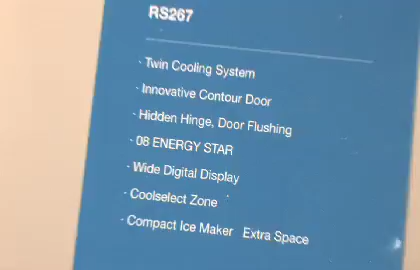 RS267
· Twin Cooling System
· Innovative Contour Door
· Hidden Hinge, Door Flushing
· 08 ENERGY STAR
· Wide Digital Display
· Coolselect Zone
· Compact Ice Maker Extra Space